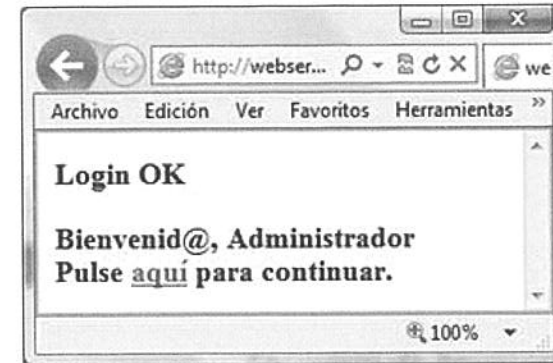 http://webser...
we
Archivo Edición Ver Favoritos Herramientas »
Login OK
Bienvenid@, Administrador
Pulse aquí para continuar.
100%